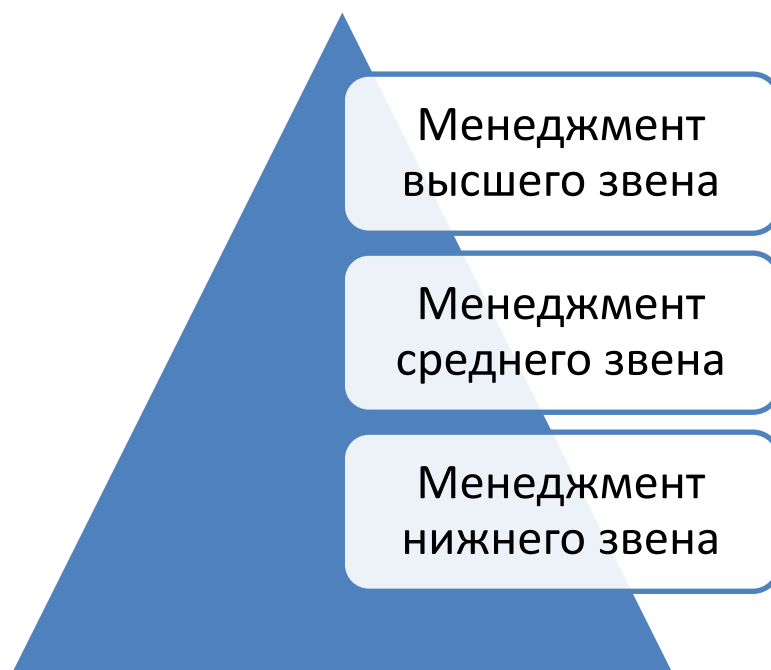 Менеджмент
высшего звена
Менеджмент
среднего звена
Менеджмент
нижнего звена